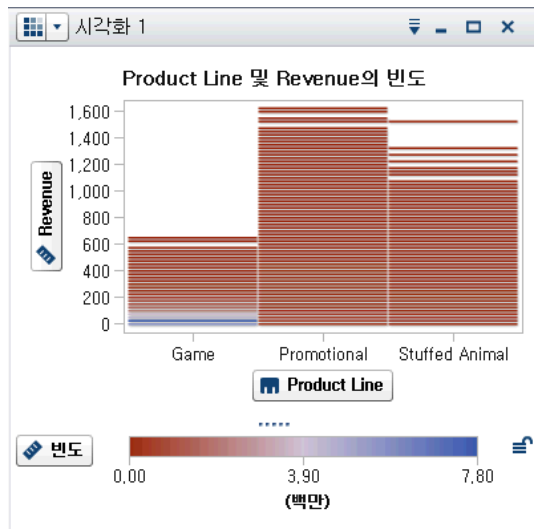 시각화 1
Product Line 및 Revenue의 빈도
1,600
1,400
1,200
1,000
800
600
400
200
0
Revenue
Game Promotional Stuffed Animal
Product Line
빈도
0,00 3,90 7,80
(백만)